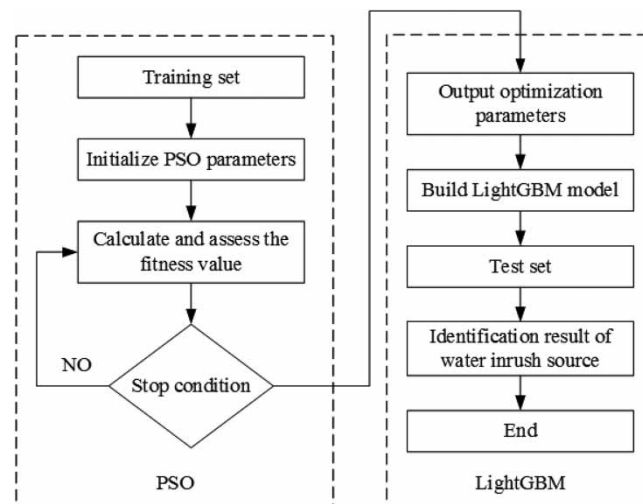 Training set
Initialize PSO parameters
Calculate and assess the
fitness value
NO
Stop condition
PSO
Output optimization
parameters
Build LightGBM model
Test set
Identification result of
water inrush source
End
LightGBM